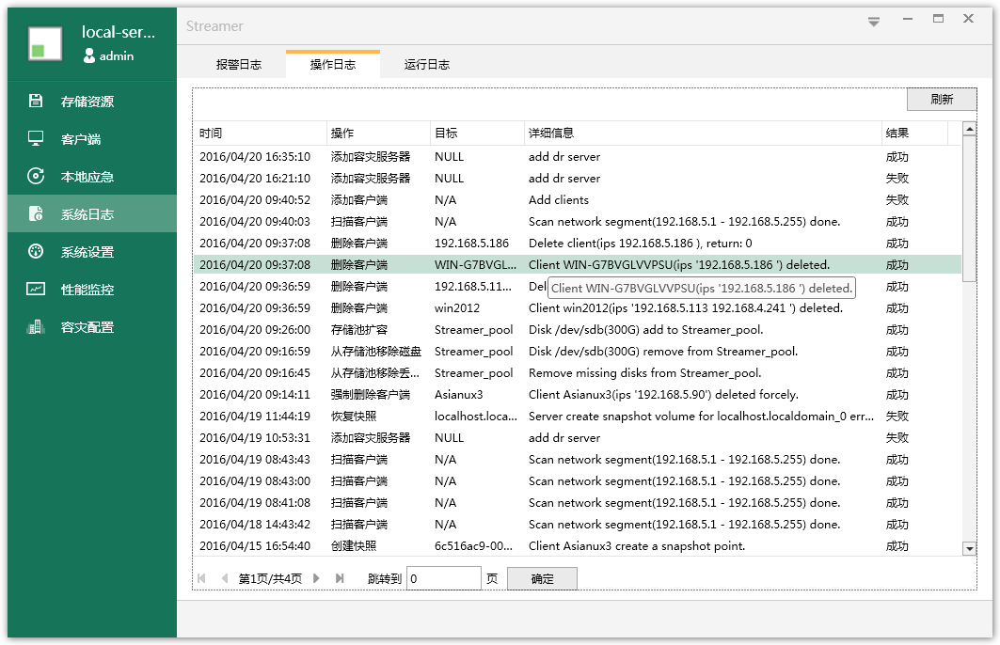 local-ser...
admin
存储资源
客户端
本地应急
系统日志
系统设置
性能监控
容灾配置
Streamer
报警日志 操作日志 运行日志
刷新
时间 操作 目标 详细信息 结果
2016/04/20 16:35:10 添加容灾服务器 NULL add dr server 成功
2016/04/20 16:21:10 添加容灾服务器 NULL add dr server 失败
2016/04/20 09:40:52 添加客户端 N/A Add clients 失败
2016/04/20 09:40:03 扫描客户端 N/A Scan network segment(192.168.5.1 - 192.168.5.255) done. 成功
2016/04/20 09:37:08 删除客户端 192.168.5.186 Delete client(ips 192.168.5.186 ), return: 0 成功
2016/04/20 09:37:08 删除客户端 WIN-G7BVGL... Client WIN-G7BVGLVVPSU(ips '192.168.5.186 ') deleted. 成功
2016/04/20 09:36:59 删除客户端 192.168.5.11... Del 成功
Client WIN-G7BVGLVVPSU(ips '192.168.5.186 ') deleted.
2016/04/20 09:36:59 删除客户端 win2012 Client win2012(ips '192.168.5.113 192.168.4.241 ') deleted. 成功
2016/04/20 09:26:00 存储池扩容 Streamer_pool Disk /dev/sdb(300G) add to Streamer_pool. 成功
2016/04/20 09:16:59 从存储池移除磁盘 Streamer_pool Disk /dev/sdb(300G) remove from Streamer_pool. 成功
2016/04/20 09:16:45 从存储池移除丢... Streamer_pool Remove missing disks from Streamer_pool. 成功
2016/04/20 09:14:11 强制删除客户端 Asianux3 Client Asianux3(ips '192.168.5.90') deleted forcely. 成功
2016/04/19 11:44:19 恢复快照 localhost.loca... Server create snapshot volume for localhost.localdomain_0 err... 失败
2016/04/19 10:53:31 添加容灾服务器 NULL add dr server 失败
2016/04/19 08:43:43 扫描客户端 N/A Scan network segment(192.168.5.1 - 192.168.5.255) done. 成功
2016/04/19 08:43:00 扫描客户端 N/A Scan network segment(192.168.5.1 - 192.168.5.255) done. 成功
2016/04/19 08:41:08 扫描客户端 N/A Scan network segment(192.168.5.1 - 192.168.5.255) done. 成功
2016/04/18 14:43:42 扫描客户端 N/A Scan network segment(192.168.5.1 - 192.168.5.255) done. 成功
2016/04/15 16:54:40 创建快照 6c516ac9-00... Client Asianux3 create a snapshot point. 成功
第1页/共4页 跳转到 0 页 确定